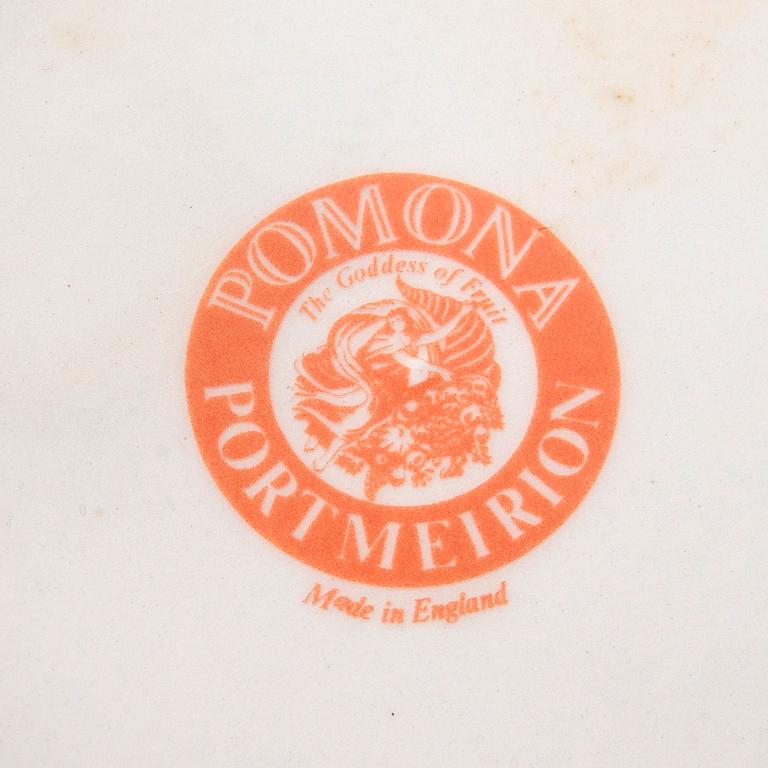 POMONA
The Goddess of Fruit
PORTMEIRION
Made in England